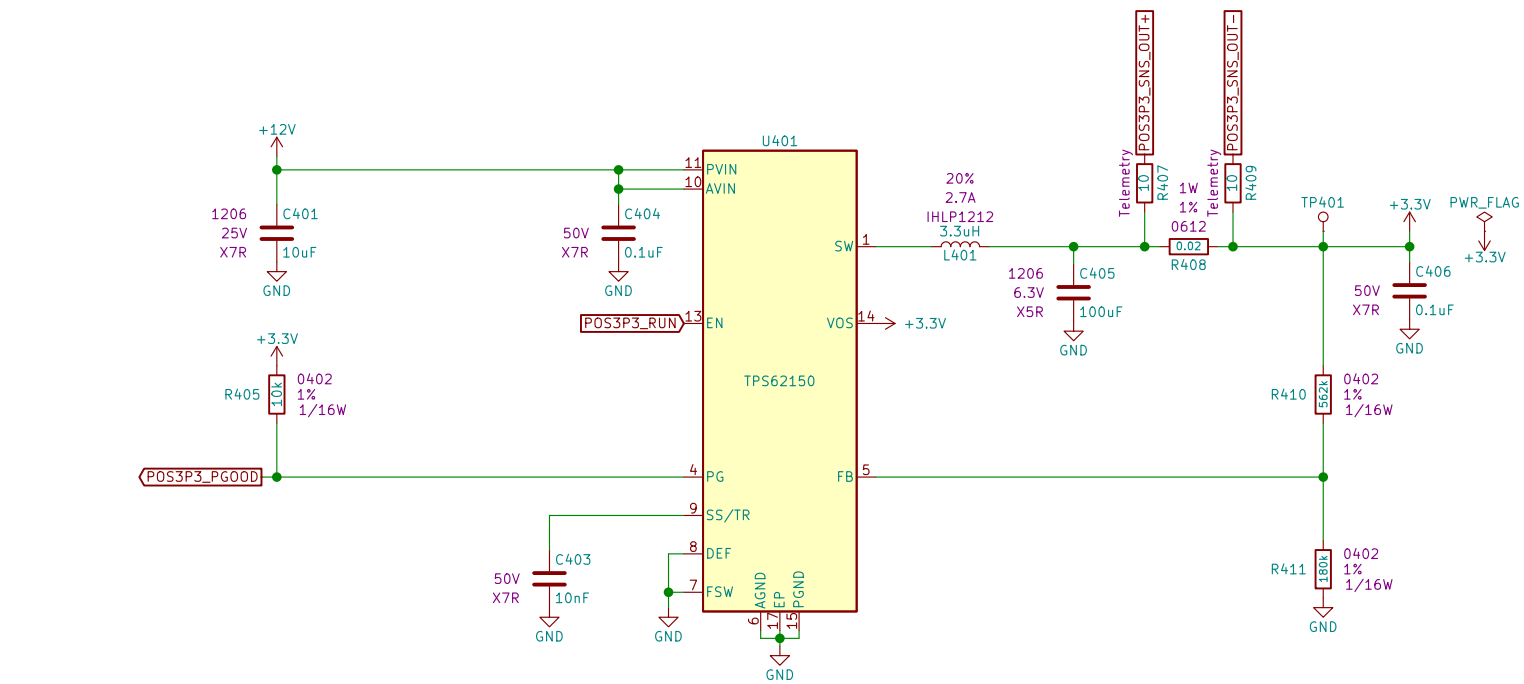 POS3P3_SNS_OUT+
POS3P3_SNS_OUT-
Telemetry
10
R407
Telemetry
10
R409
+12V
U401
11
PVIN
10
AVIN
1206
C401
25V
X7R
10uF
GND
C404
50V
X7R
0.1uF
GND
20%
2.7A
IHLP1212
3.3uH
L401
SW
1
1W
1%
0612
0.02
R408
TP401
+3.3V
PWR_FLAG
+3.3V
1206
C405
6.3V
X5R
100uF
GND
C406
50V
X7R
0.1uF
GND
POS3P3_RUN
13
EN
VOS
14
+3.3V
+3.3V
R405
10k
0402
1%
1/16W
TPS62150
R410
562k
0402
1%
1/16W
POS3P3_PGOOD
4
PG
FB
5
9
SS/TR
C403
50V
X7R
10nF
GND
8
DEF
7
FSW
GND
AGND
EP
PGND
6
17
15
GND
R411
180k
0402
1%
1/16W
GND